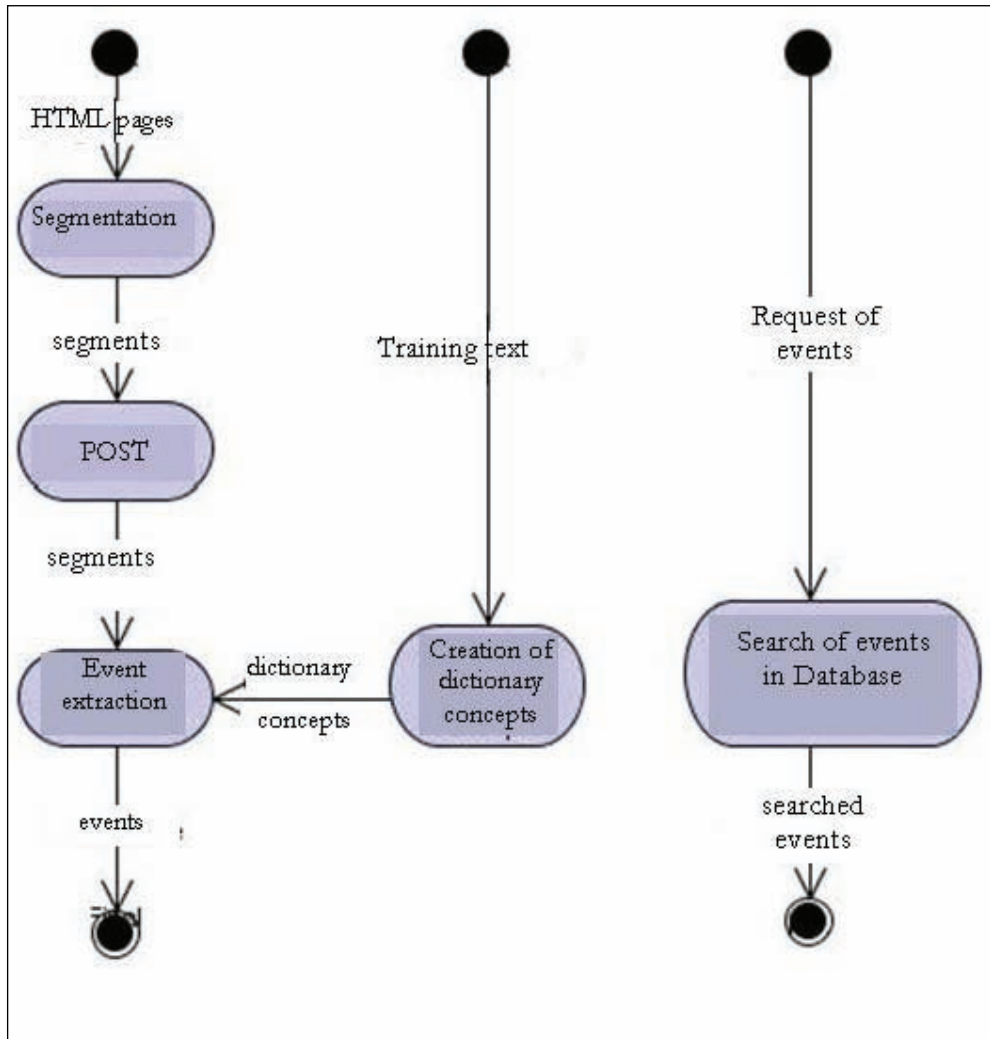 HTML pages
Segmentation
segments
POST
segments
Event
extraction
events
Training text
Creation of
dictionary
concepts
dictionary
concepts
Request of
events
Search of events
in Database
searched
events